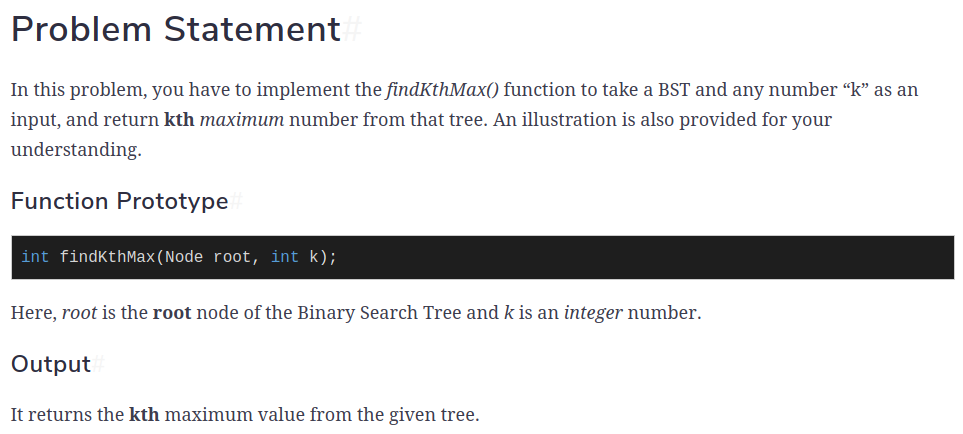 Problem Statement#
In this problem, you have to implement the findKthMax() function to take a BST and any number “k” as an
input, and return kth maximum number from that tree. An illustration is also provided for your
understanding.
Function Prototype#
int findKthMax(Node root, int k);
Here, root is the root node of the Binary Search Tree and k is an integer number.
Output#
It returns the kth maximum value from the given tree.